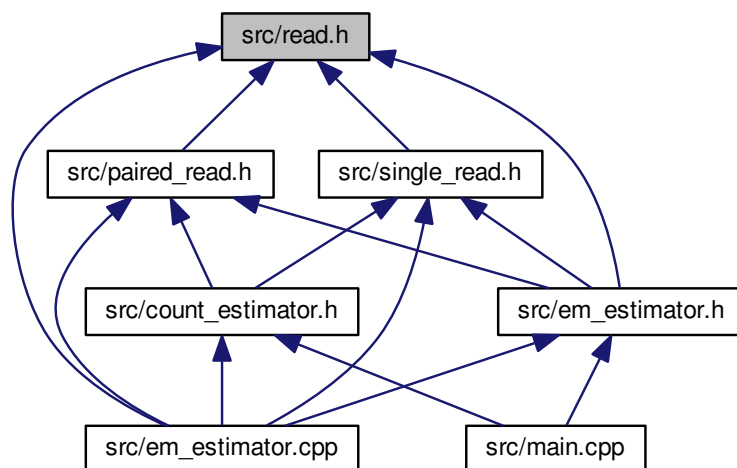 src/read.h
src/paired_read.h
src/single_read.h
src/count_estimator.h
src/em_estimator.h
src/em_estimator.cpp
src/main.cpp